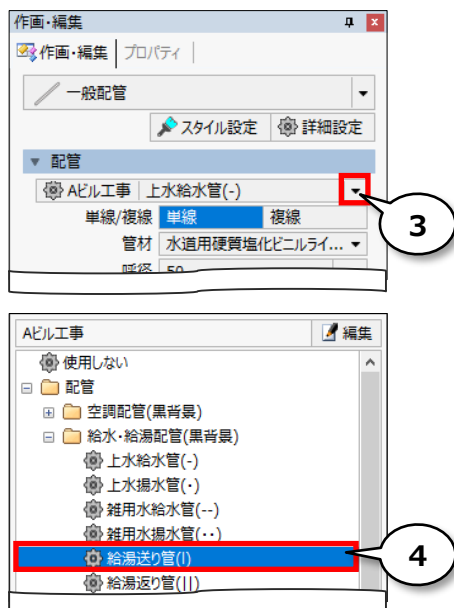 作画・編集
作画・編集 プロパティ
一般配管
スタイル設定 詳細設定
配管
Aビル工事 上水給水管(-)
3
単線/複線 単線 複線
管材 水道用硬質塩化ビニルライ...
呼径 50
Aビル工事 編集
使用しない
配管
空調配管(黒背景)
給水・給湯配管(黒背景)
上水給水管(-)
上水揚水管(・)
雑用水給水管(--)
雑用水揚水管(・・)
給湯送り管(|)
4
給湯返り管(||)